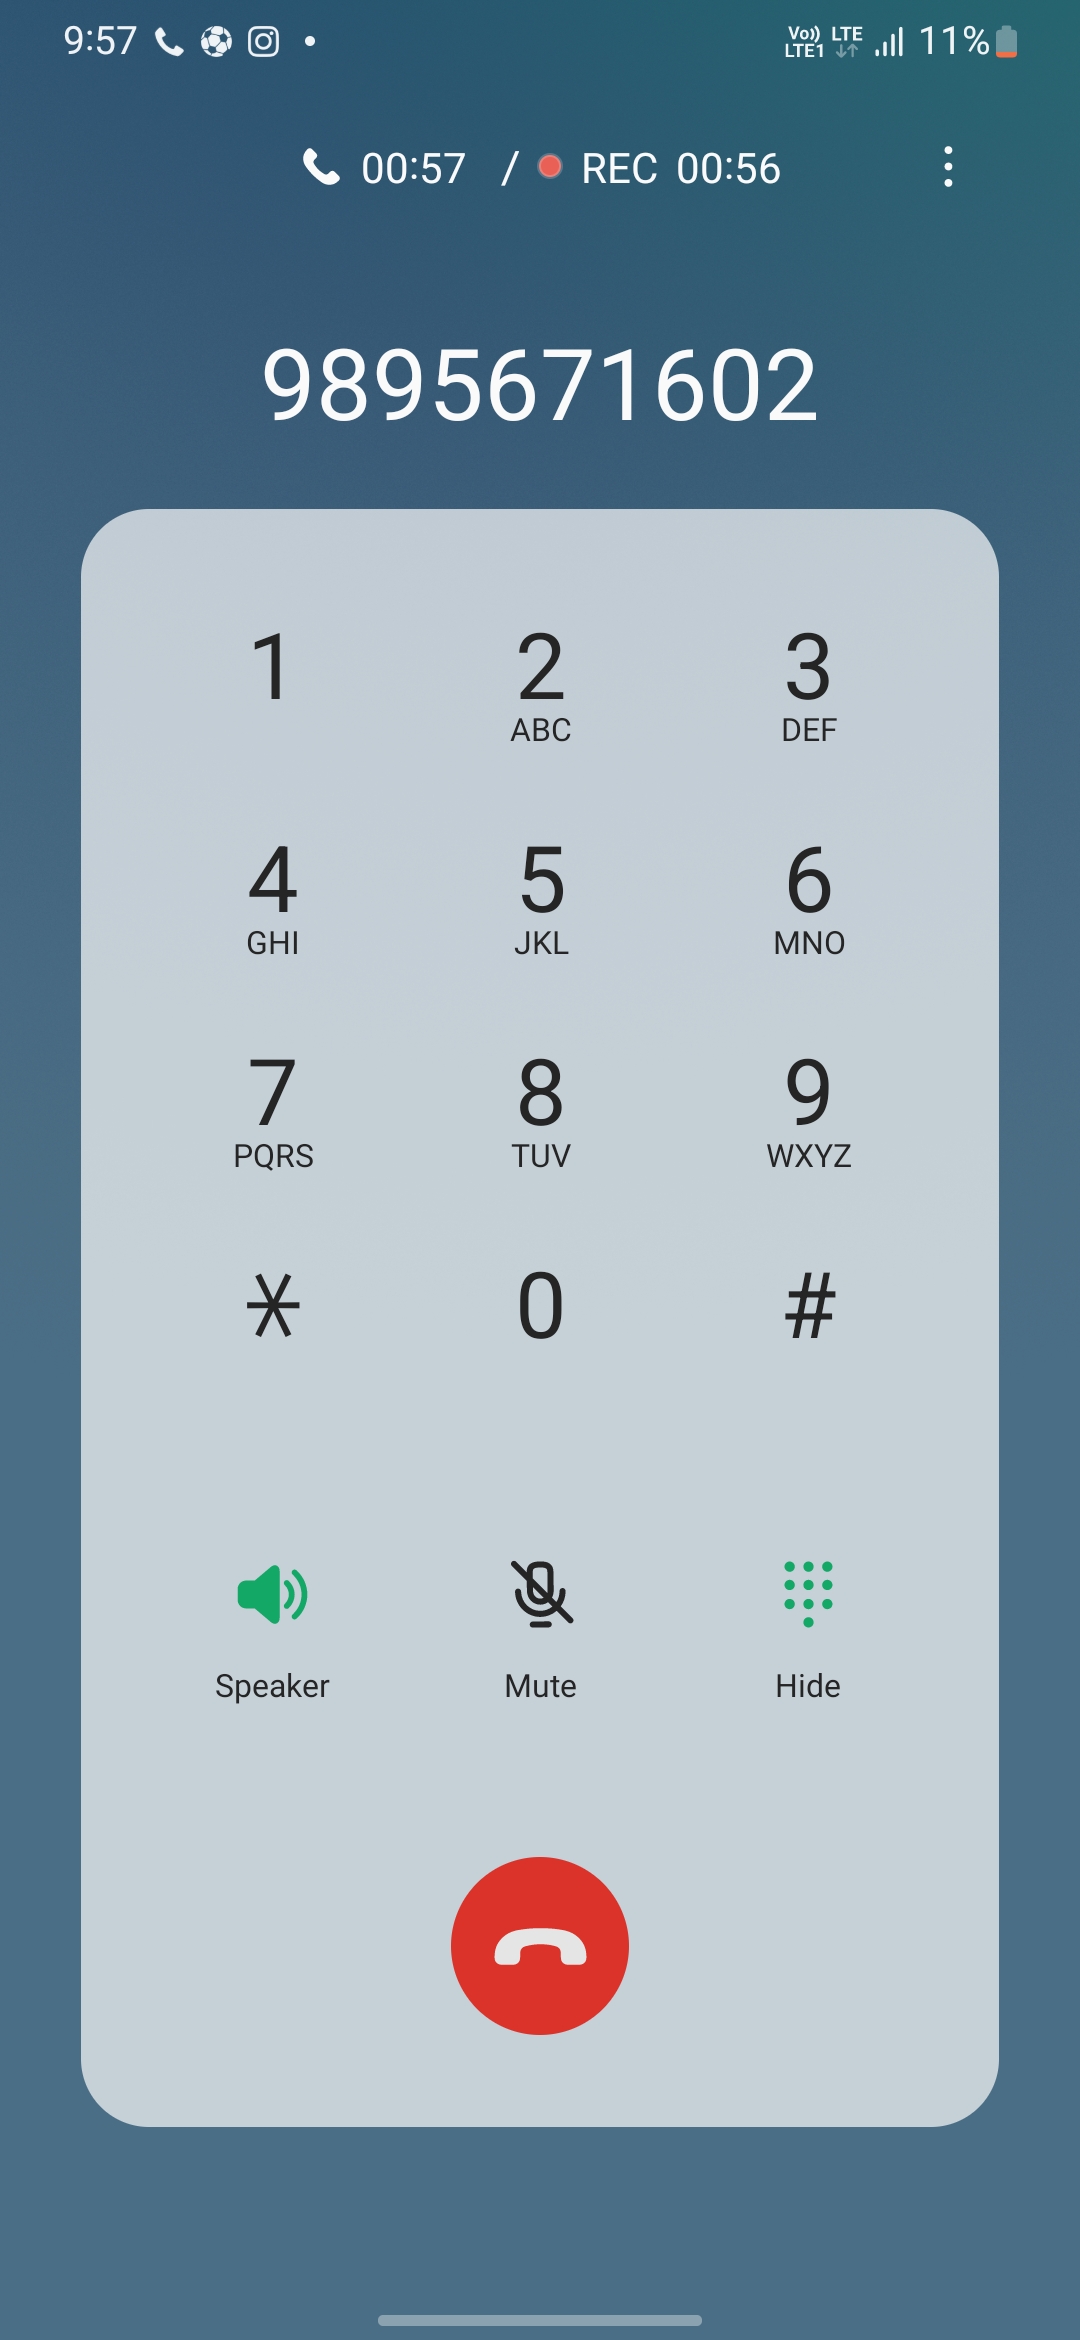 9:57 Vo)) LTE1 LTE 11%
00:57 / REC 00:56
9895671602
1 2 3
ABC DEF
4 5 6
GHI JKL MNO
7 8 9
PQRS TUV WXYZ
* 0 #
Speaker Mute Hide